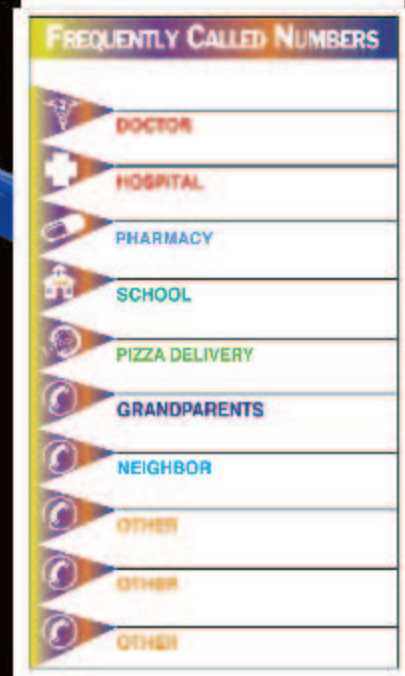 FREQUENTLY CALLED NUMBERS
DOCTOR
HOSPITAL
PHARMACY
SCHOOL
PIZZA DELIVERY
GRANDPARENTS
NEIGHBOR
OTHER
OTHER
OTHER